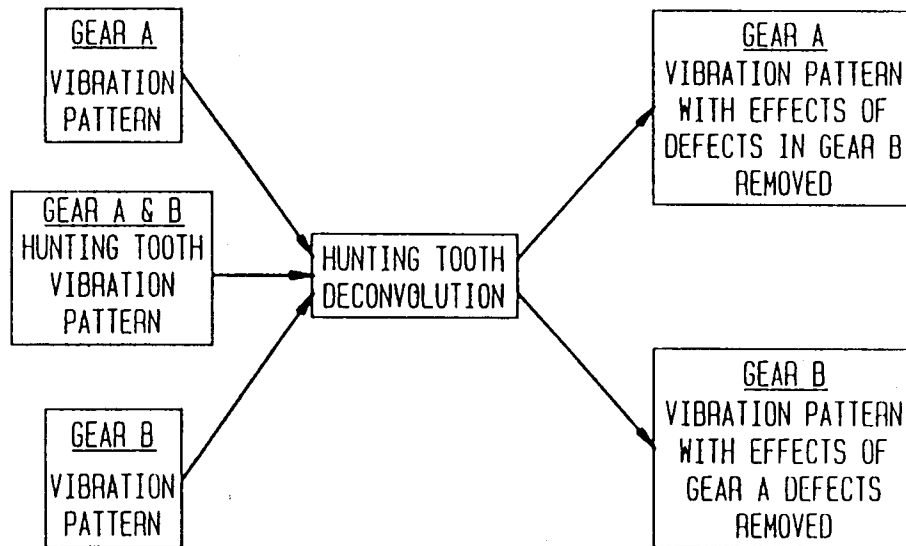 GEAR A
VIBRATION
PATTERN
GEAR A & B
HUNTING TOOTH
VIBRATION
PATTERN
GEAR B
VIBRATION
PATTERN
HUNTING TOOTH
DECONVOLUTION
GEAR A
VIBRATION PATTERN
WITH EFFECTS OF
DEFECTS IN GEAR B
REMOVED
GEAR B
VIBRATION PATTERN
WITH EFFECTS OF
GEAR A DEFECTS
REMOVED